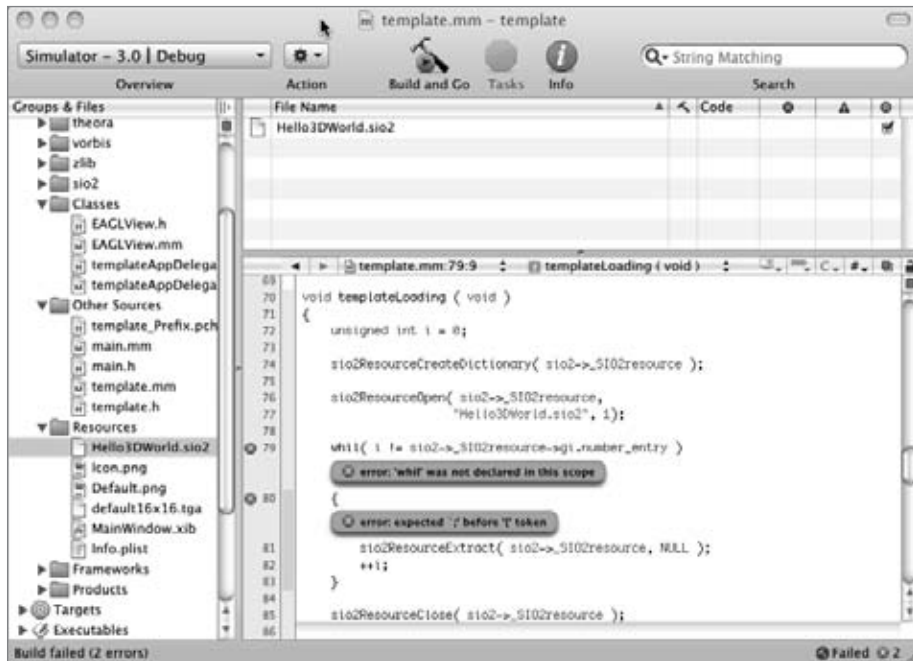 template.mm – template
Simulator – 3.0 | Debug
Overview
Action
Build and Go
Tasks
Info
String Matching
Search
Groups & Files
theora
vorbis
zlib
sio2
Classes
EAGLView.h
EAGLView.mm
templateAppDelega
templateAppDelega
Other Sources
template_Prefix.pch
main.mm
main.h
template.mm
template.h
Resources
Hello3DWorld.sio2
Icon.png
Default.png
default16x16.tga
MainWindow.xib
Info.plist
Frameworks
Products
Targets
Executables
File Name
Code
Hello3DWorld.sio2
template.mm:79:9
templateLoading ( void )
C
#
69
70 void templateLoading ( void )
71 {
72 unsigned int i = 0;
73
74 sio2ResourceCreateDictionary( sio2->_SIO2resource );
75
76 sio2ResourceOpen( sio2->_SIO2resource,
77 "Hello3DWorld.sio2", 1);
78
79 whil( i != sio2->_SIO2resource->gi.number_entry )
error: 'whil' was not declared in this scope
80 {
error: expected `;' before '{' token
81 sio2ResourceExtract( sio2->_SIO2resource, NULL );
82 ++i;
83 }
84
85 sio2ResourceClose( sio2->_SIO2resource );
86
Build failed (2 errors)
Failed
2